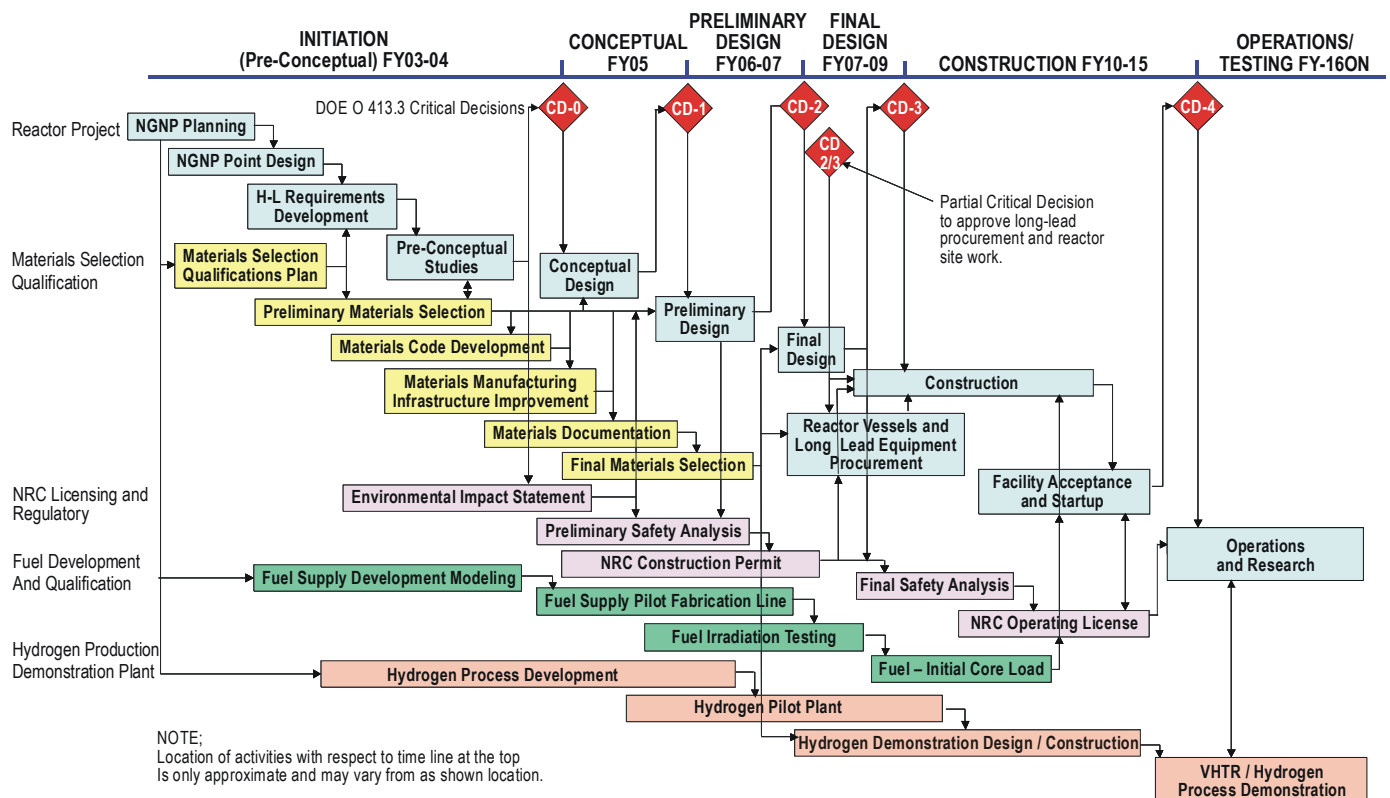 INITIATION
(Pre-Conceptual) FY03-04
CONCEPTUAL
FY05
PRELIMINARY
DESIGN
FY06-07
FINAL
DESIGN
FY07-09
CONSTRUCTION FY10-15
OPERATIONS/
TESTING FY-16ON
DOE O 413.3 Critical Decisions
CD-0
CD-1
CD-2
CD-3
CD-4
CD
2/3
Partial Critical Decision
to approve long-lead
procurement and reactor
site work.
Reactor Project
NGNP Planning
NGNP Point Design
H-L Requirements
Development
Pre-Conceptual
Studies
Conceptual
Design
Preliminary
Design
Final
Design
Construction
Reactor Vessels and
Long Lead Equipment
Procurement
Facility Acceptance
and Startup
Operations
and Research
Materials Selection
Qualification
Materials Selection
Qualifications Plan
Preliminary Materials Selection
Materials Code Development
Materials Manufacturing
Infrastructure Improvement
Materials Documentation
Final Materials Selection
NRC Licensing and
Regulatory
Environmental Impact Statement
Preliminary Safety Analysis
NRC Construction Permit
Final Safety Analysis
NRC Operating License
Fuel Development
And Qualification
Fuel Supply Development Modeling
Fuel Supply Pilot Fabrication Line
Fuel Irradiation Testing
Fuel – Initial Core Load
Hydrogen Production
Demonstration Plant
Hydrogen Process Development
Hydrogen Pilot Plant
Hydrogen Demonstration Design / Construction
VHTR / Hydrogen
Process Demonstration
NOTE;
Location of activities with respect to time line at the top
Is only approximate and may vary from as shown location.